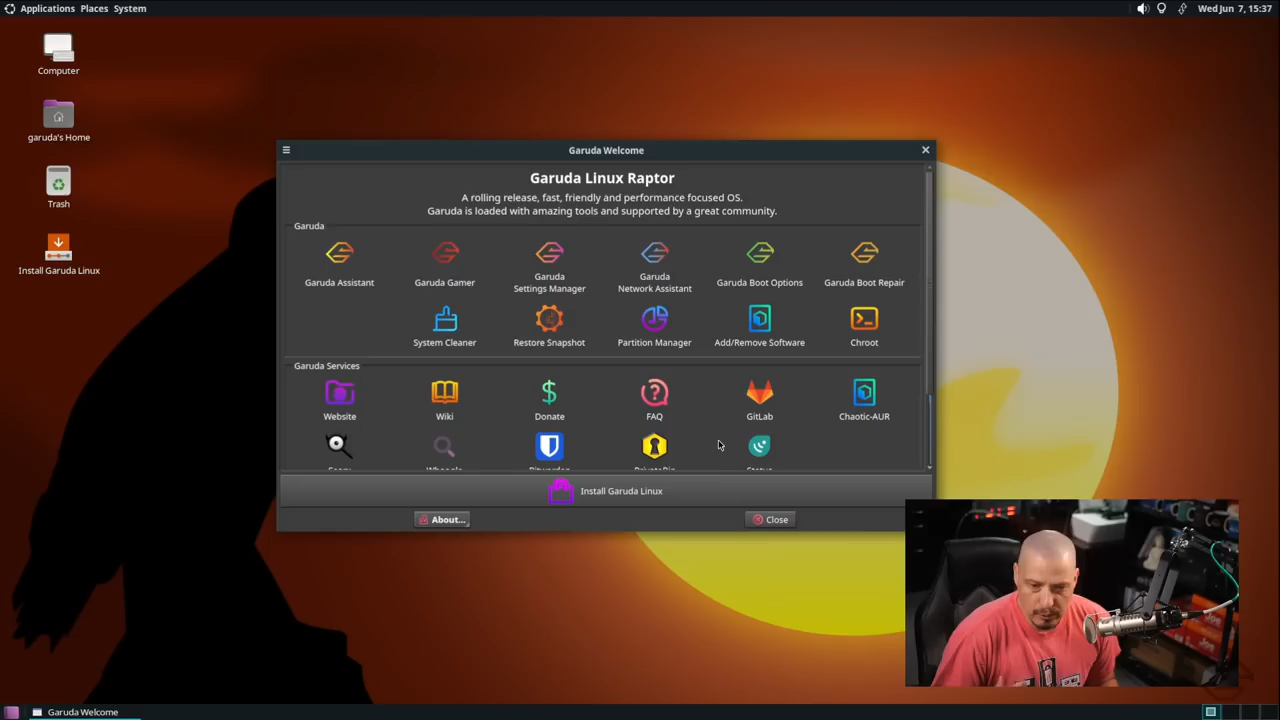 Applications Places System
Wed Jun 7, 15:37
Computer
garuda's Home
Trash
Install Garuda Linux
Garuda Welcome
Garuda Linux Raptor
A rolling release, fast, friendly and performance focused OS.
Garuda is loaded with amazing tools and supported by a great community.
Garuda
Garuda Assistant
Garuda Gamer
Garuda
Settings Manager
Garuda
Network Assistant
Garuda Boot Options
Garuda Boot Repair
System Cleaner
Restore Snapshot
Partition Manager
Add/Remove Software
Chroot
Garuda Services
Website
Wiki
Donate
FAQ
GitLab
Chaotic-AUR
Install Garuda Linux
About...
Close
Garuda Welcome